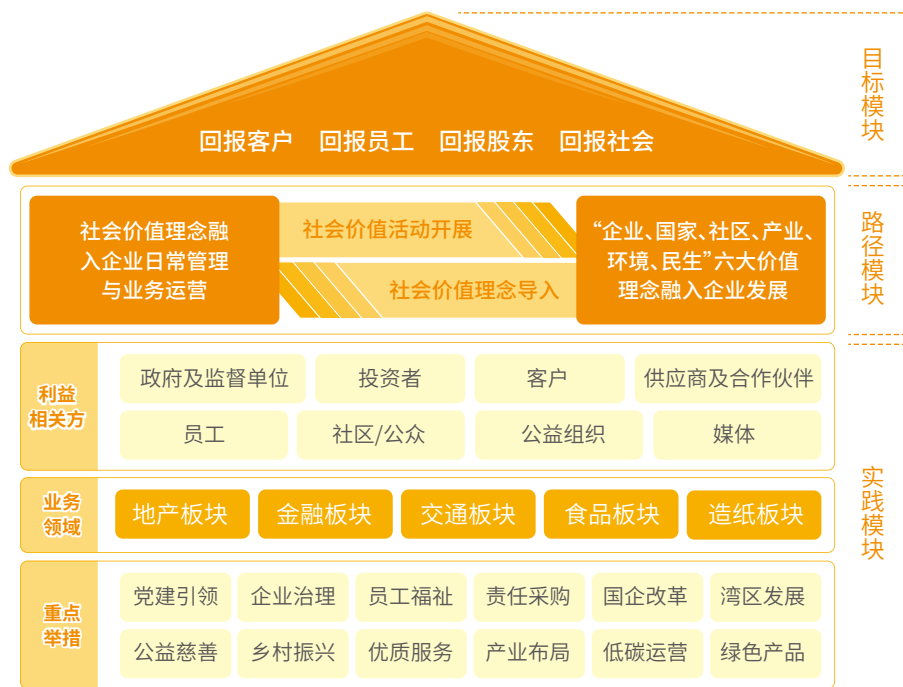 目标模块
回报客户 回报员工 回报股东 回报社会
路径模块
社会价值理念融
入企业日常管理
与业务运营
社会价值活动开展
社会价值理念导入
“企业、国家、社区、产业、
环境、民生”六大价值
理念融入企业发展
实践模块
利益
相关方
政府及监督单位 投资者 客户 供应商及合作伙伴
员工 社区/公众 公益组织 媒体
业务
领域
地产板块 金融板块 交通板块 食品板块 造纸板块
重点
举措
党建引领 企业治理 员工福祉 责任采购 国企改革 湾区发展
公益慈善 乡村振兴 优质服务 产业布局 低碳运营 绿色产品